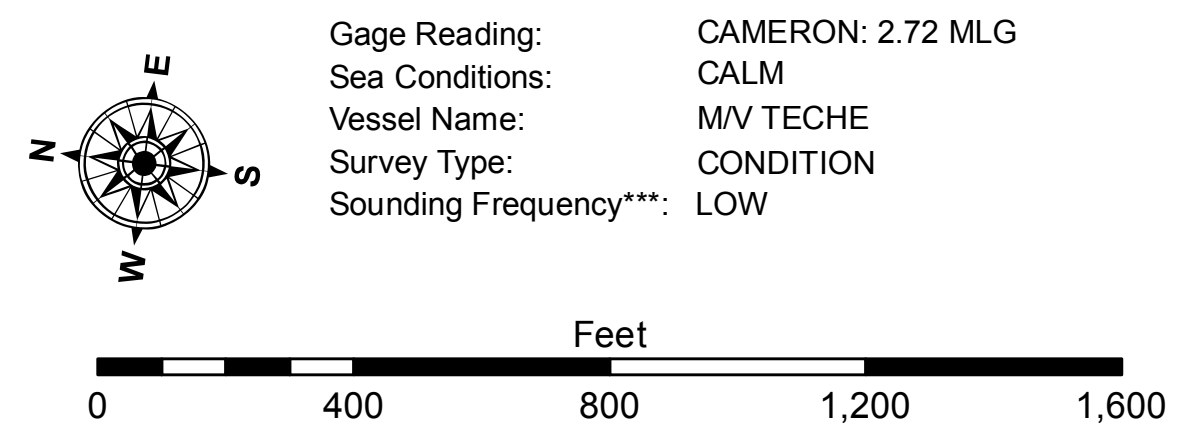 E
N
S
W
Gage Reading: CAMERON: 2.72 MLG
Sea Conditions: CALM
Vessel Name: M/V TECHE
Survey Type: CONDITION
Sounding Frequency***: LOW
Feet
0 400 800 1,200 1,600